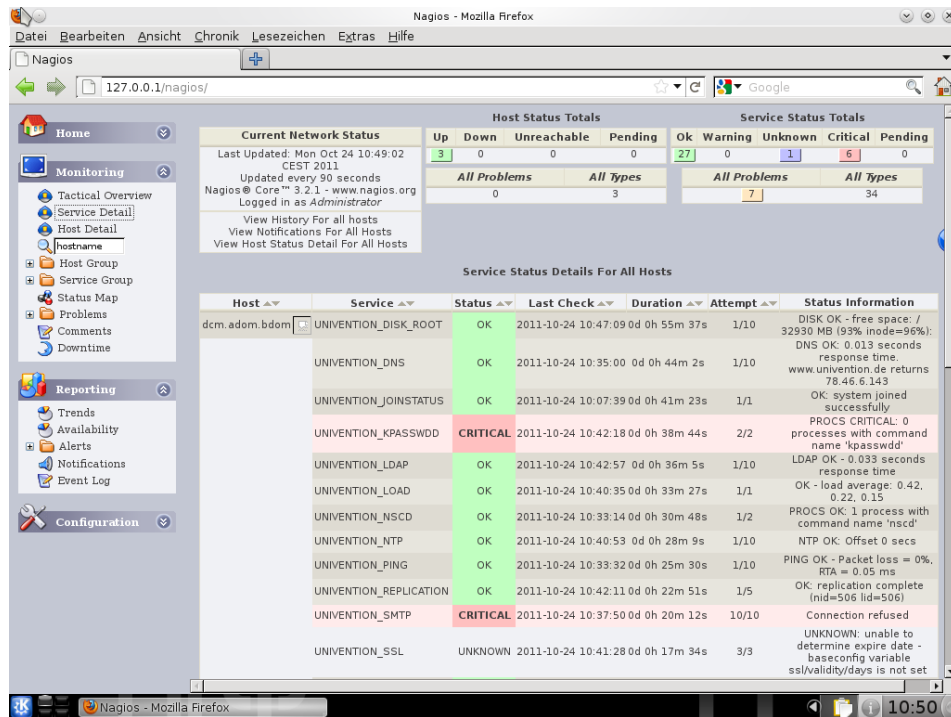 Nagios - Mozilla Firefox
Datei Bearbeiten Ansicht Chronik Lesezeichen Extras Hilfe
Nagios
127.0.0.1/nagios/
Google
Home
Monitoring
Tactical Overview
Service Detail
Host Detail
hostname
Host Group
Service Group
Status Map
Problems
Comments
Downtime
Reporting
Trends
Availability
Alerts
Notifications
Event Log
Configuration
Current Network Status
Last Updated: Mon Oct 24 10:49:02
CEST 2011
Updated every 90 seconds
Nagios® Core™ 3.2.1 - www.nagios.org
Logged in as Administrator
View History For all hosts
View Notifications For All Hosts
View Host Status Detail For All Hosts
Host Status Totals
Up Down Unreachable Pending
3 0 0 0
All Problems All Types
0 3
Service Status Totals
Ok Warning Unknown Critical Pending
27 0 1 6 0
All Problems All Types
7 34
Service Status Details For All Hosts
Host Service Status Last Check Duration Attempt Status Information
dcm.adom.bdom UNIVENTION_DISK_ROOT OK 2011-10-24 10:47:09 0d 0h 55m 37s 1/10 DISK OK - free space: /
32930 MB (93% inode=96%):
UNIVENTION_DNS OK 2011-10-24 10:35:00 0d 0h 44m 2s 1/10 DNS OK: 0.013 seconds
response time.
www.univention.de returns
78.46.6.143
UNIVENTION_JOINSTATUS OK 2011-10-24 10:07:39 0d 0h 41m 23s 1/1 OK: system joined
successfully
UNIVENTION_KPASSWDD CRITICAL 2011-10-24 10:42:18 0d 0h 38m 44s 2/2 PROCS CRITICAL: 0
processes with command
name 'kpasswdd'
UNIVENTION_LDAP OK 2011-10-24 10:42:57 0d 0h 36m 5s 1/10 LDAP OK - 0.033 seconds
response time
UNIVENTION_LOAD OK 2011-10-24 10:40:35 0d 0h 33m 27s 1/1 OK - load average: 0.42,
0.22, 0.15
UNIVENTION_NSCD OK 2011-10-24 10:33:14 0d 0h 30m 48s 1/2 PROCS OK: 1 process with
command name 'nscd'
UNIVENTION_NTP OK 2011-10-24 10:40:53 0d 0h 28m 9s 1/10 NTP OK: Offset 0 secs
UNIVENTION_PING OK 2011-10-24 10:33:32 0d 0h 25m 30s 1/10 PING OK - Packet loss = 0%,
RTA = 0.05 ms
UNIVENTION_REPLICATION OK 2011-10-24 10:42:11 0d 0h 22m 51s 1/5 OK: replication complete
(nid=506 lid=506)
UNIVENTION_SMTP CRITICAL 2011-10-24 10:37:50 0d 0h 20m 12s 10/10 Connection refused
UNIVENTION_SSL UNKNOWN 2011-10-24 10:41:28 0d 0h 17m 34s 3/3 UNKNOWN: unable to
determine expire date -
baseconfig variable
ssl/validity/days is not set
Nagios - Mozilla Firefox
10:50